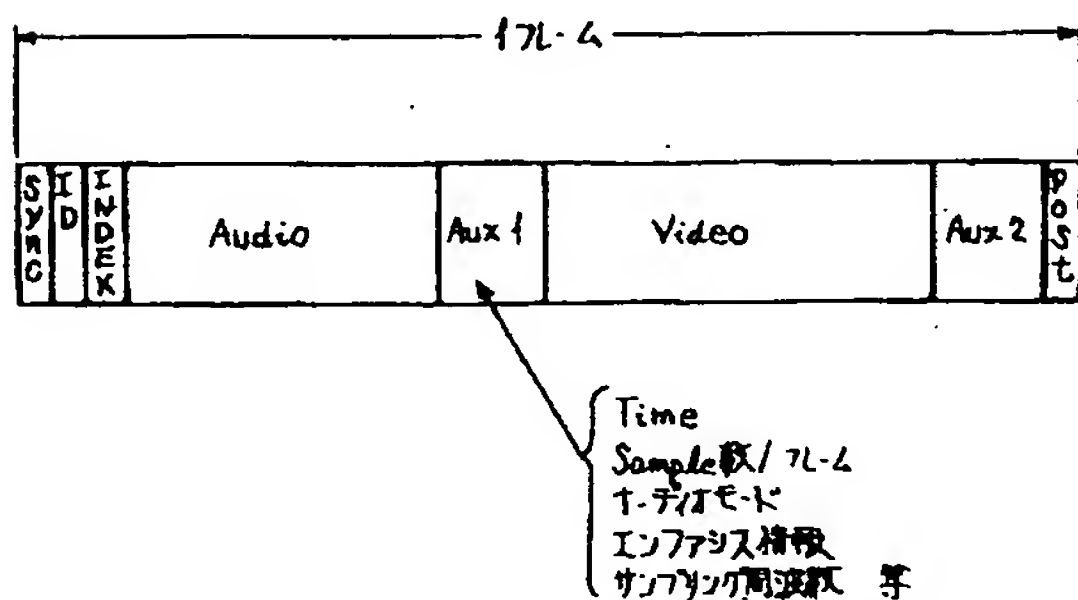 1フレーム
Sync
ID
INDEX
Audio
Aux 1
Video
Aux 2
Post
Time
Sample数/フレーム
オーディオモード
エンファシス情報
サンプリング周波数 等